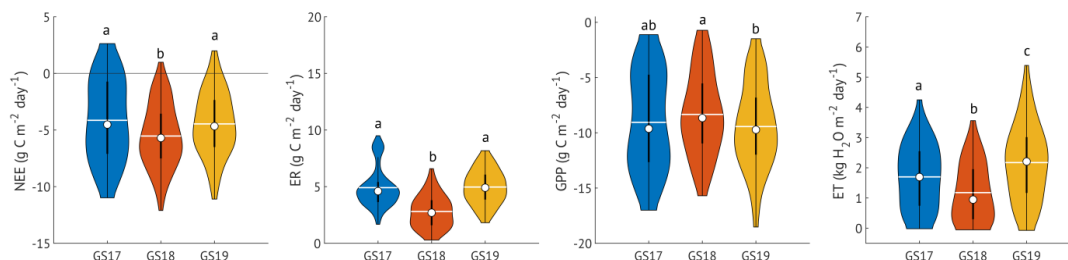 NEE (g C m⁻² day⁻¹)
5
0
-5
-10
-15
a
b
a
GS17 GS18 GS19
ER (g C m⁻² day⁻¹)
20
15
10
5
0
a
b
a
GS17 GS18 GS19
GPP (g C m⁻² day⁻¹)
0
-5
-10
-15
-20
ab
a
b
GS17 GS18 GS19
ET (kg H₂O m⁻² day⁻¹)
7
6
5
4
3
2
1
0
a
b
c
GS17 GS18 GS19